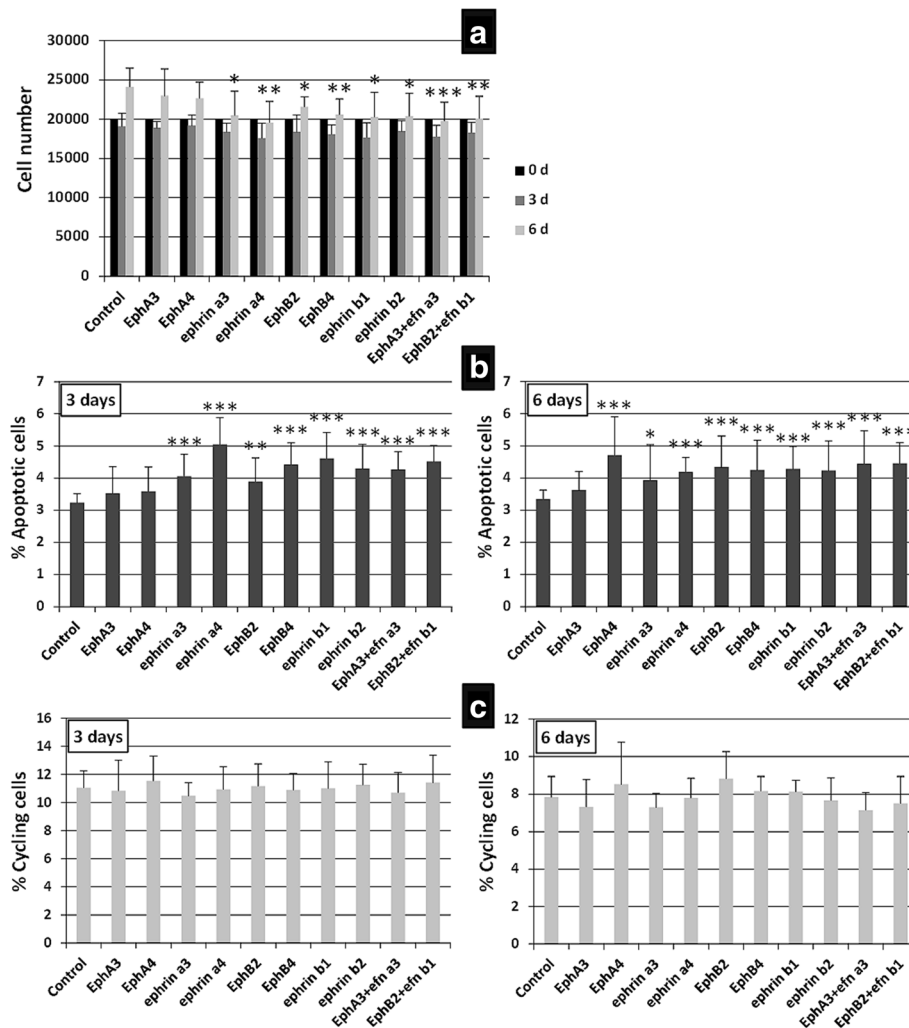 a
30000
25000
20000
15000
10000
5000
0
Cell number
* ** * ** * * *** **
Control EphA3 EphA4 ephrin a3 ephrin a4 EphB2 EphB4 ephrin b1 ephrin b2 EphA3+efn a3 EphB2+efn b1
0 d
3 d
6 d
b
3 days
7
6
5
4
3
2
1
0
% Apoptotic cells
*** *** ** *** *** *** *** ***
Control EphA3 EphA4 ephrin a3 ephrin a4 EphB2 EphB4 ephrin b1 ephrin b2 EphA3+efn a3 EphB2+efn b1
6 days
7
6
5
4
3
2
1
0
% Apoptotic cells
*** * *** *** *** *** *** *** ***
Control EphA3 EphA4 ephrin a3 ephrin a4 EphB2 EphB4 ephrin b1 ephrin b2 EphA3+efn a3 EphB2+efn b1
c
3 days
16
14
12
10
8
6
4
2
0
% Cycling cells
Control EphA3 EphA4 ephrin a3 ephrin a4 EphB2 EphB4 ephrin b1 ephrin b2 EphA3+efn a3 EphB2+efn b1
6 days
12
10
8
6
4
2
0
% Cycling cells
Control EphA3 EphA4 ephrin a3 ephrin a4 EphB2 EphB4 ephrin b1 ephrin b2 EphA3+efn a3 EphB2+efn b1